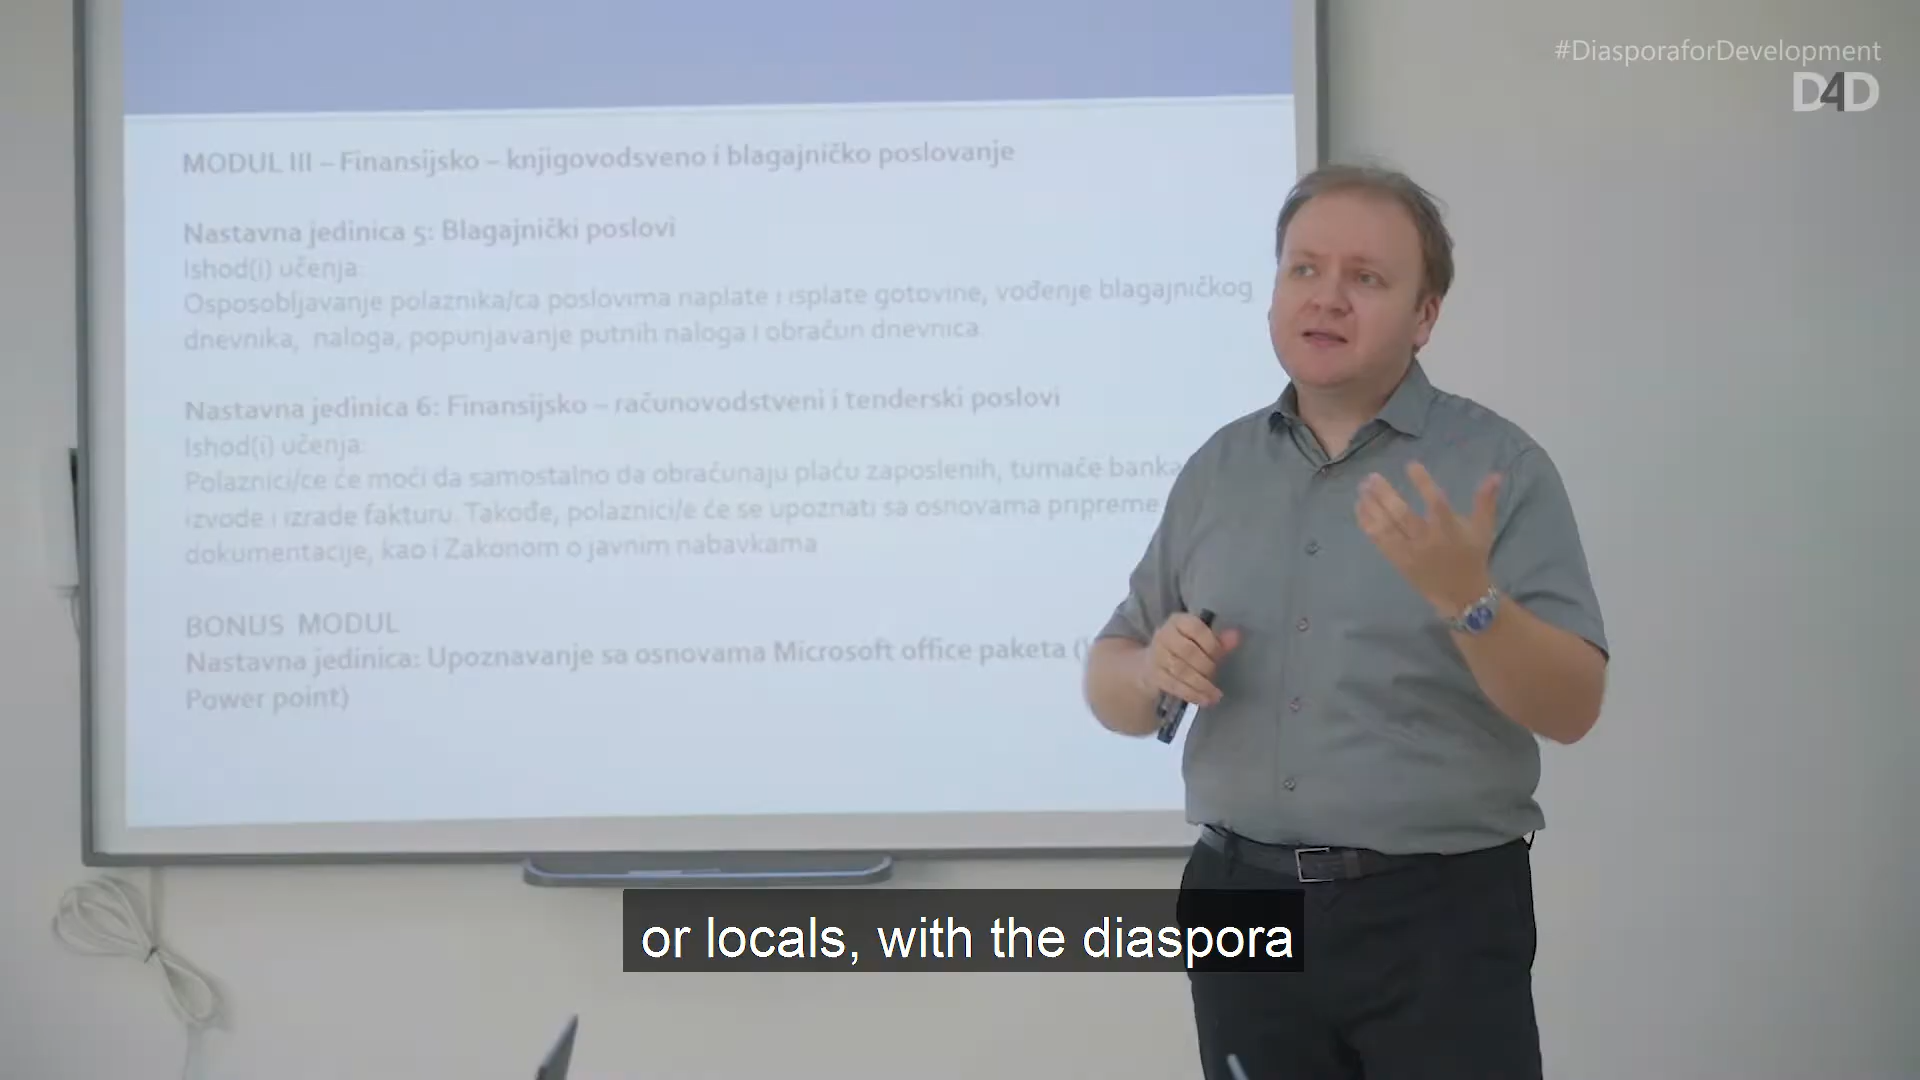 #DiasporaforDevelopment
D4D
MODUL III – Finansijsko – knjigovodsveno i blagajničko poslovanje
Nastavna jedinica 5: Blagajnički poslovi
Ishod(i) učenja:
Osposobljavanje polaznika/ca poslovima naplate i isplate gotovine, vođenje blagajničkog
dnevnika, naloga, popunjavanje putnih naloga i obračun dnevnica.
Nastavna jedinica 6: Finansijsko – računovodstveni i tenderski poslovi
Ishod(i) učenja:
Polaznici/ce će moći da samostalno da obračunaju plaću zaposlenih, tumače banka
izvode i izrade fakturu. Takođe, polaznici/e će se upoznati sa osnovama pripreme
dokumentacije, kao i Zakonom o javnim nabavkama
BONUS MODUL
Nastavna jedinica: Upoznavanje sa osnovama Microsoft office paketa (
Power point)
or locals, with the diaspora